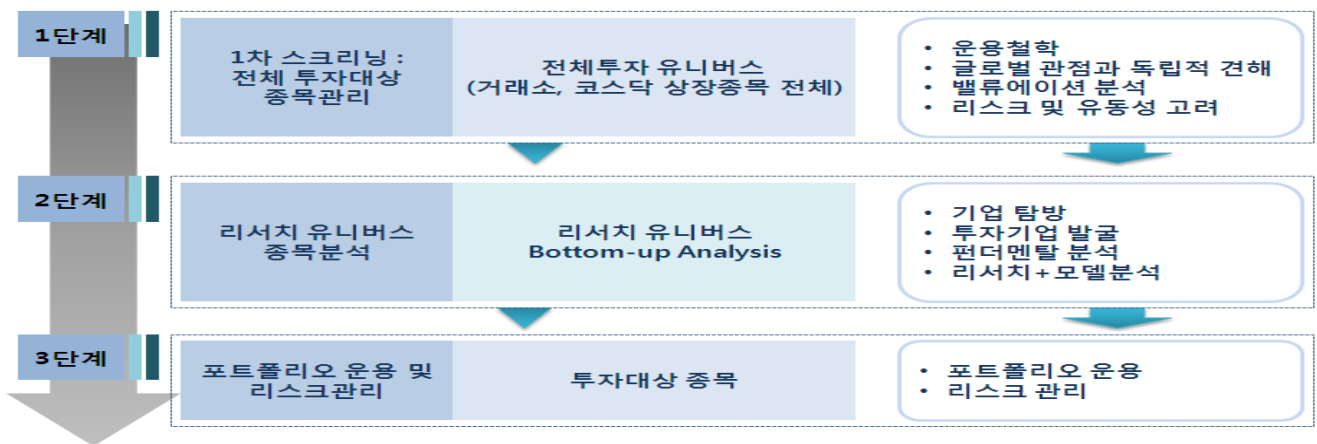 1단계
1차 스크리닝 :
전체 투자대상
종목관리
전체투자 유니버스
(거래소, 코스닥 상장종목 전체)
• 운용철학
• 글로벌 관점과 독립적 견해
• 밸류에이션 분석
• 리스크 및 유동성 고려
2단계
리서치 유니버스
종목분석
리서치 유니버스
Bottom-up Analysis
• 기업 탐방
• 투자기업 발굴
• 펀더멘탈 분석
• 리서치+모델분석
3단계
포트폴리오 운용 및
리스크관리
투자대상 종목
• 포트폴리오 운용
• 리스크 관리